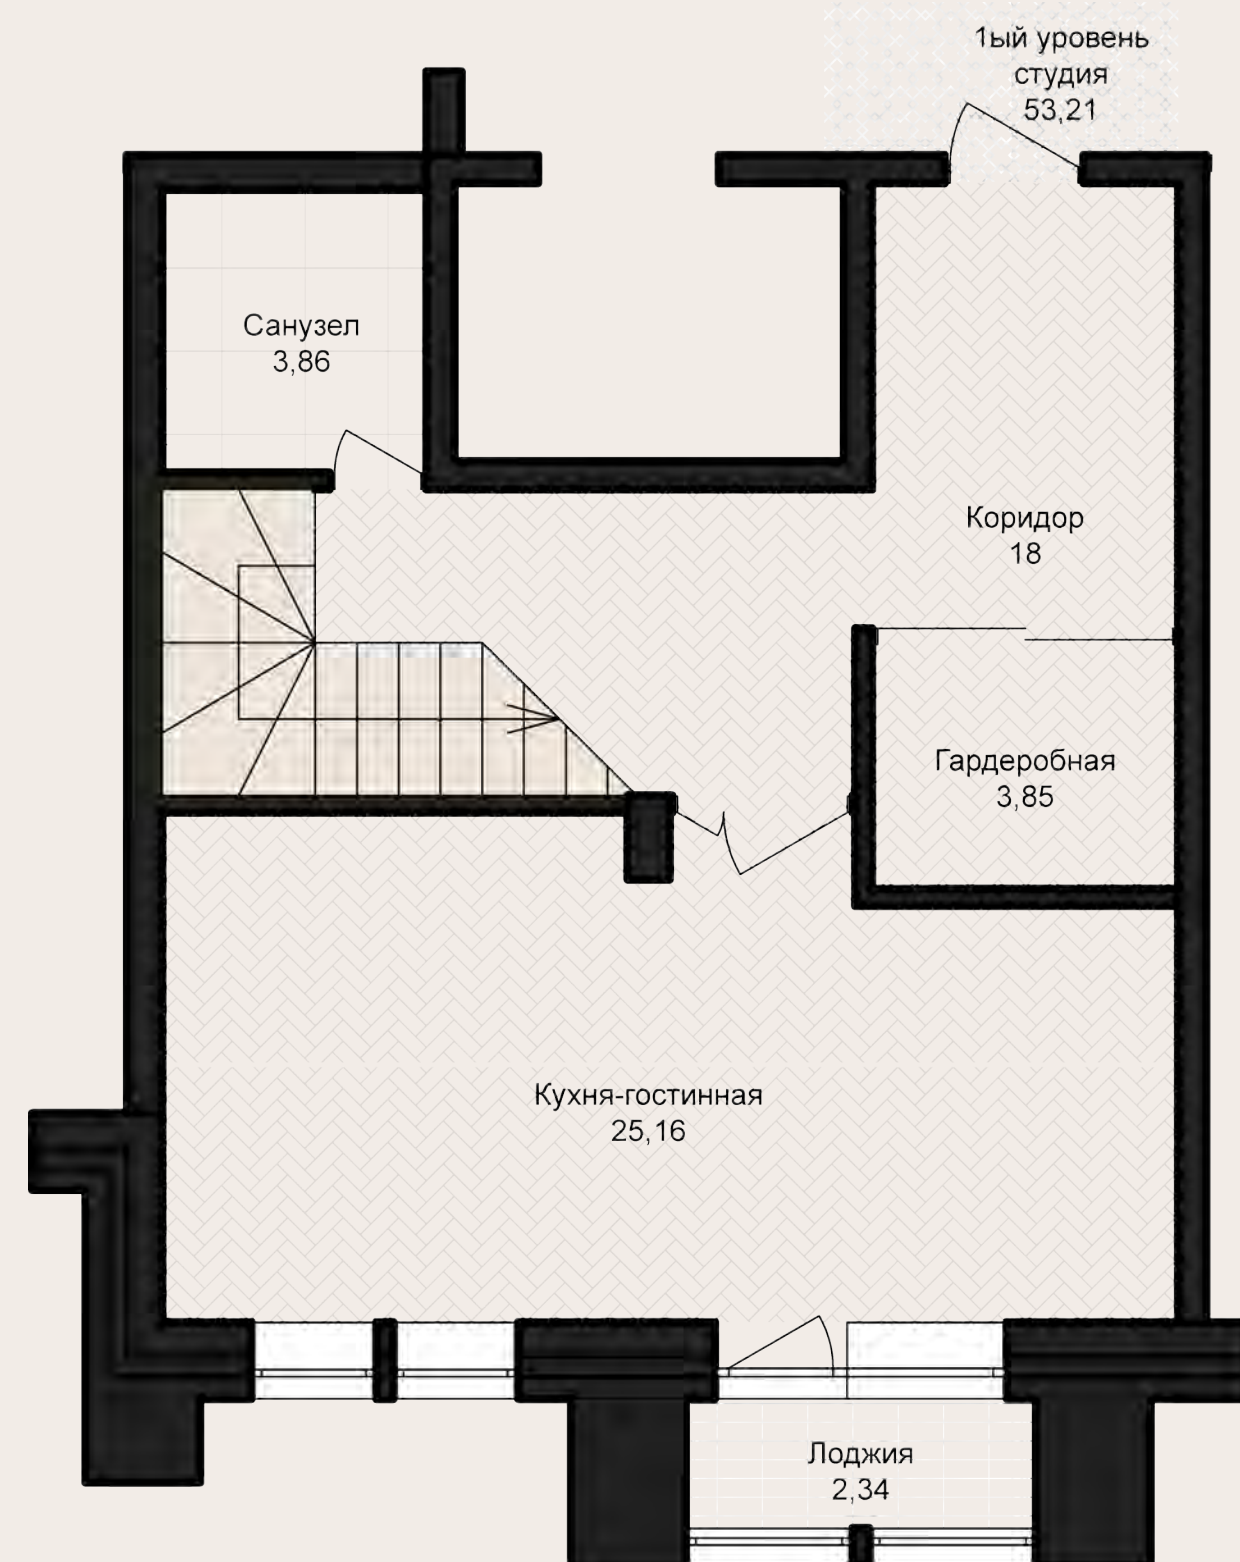 1ый уровень
студия
53,21
Санузел
3,86
Коридор
18
Гардеробная
3,85
Кухня-гостинная
25,16
Лоджия
2,34